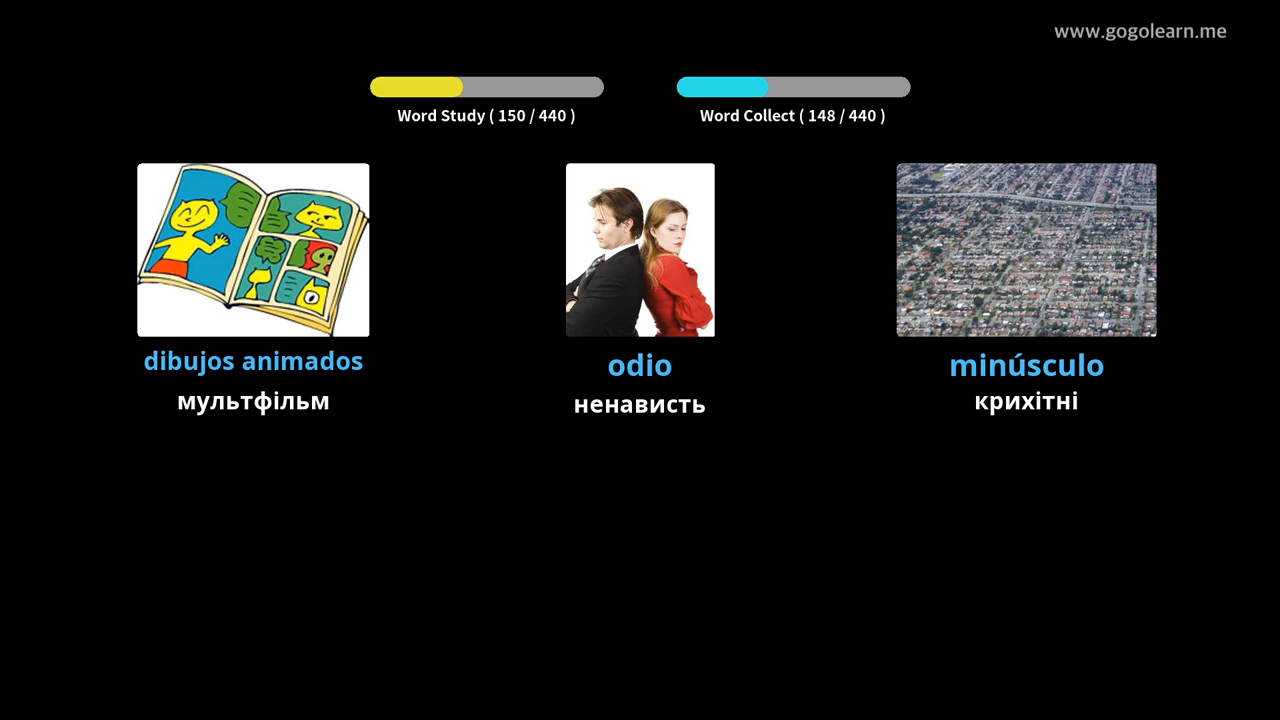 www.gogolearn.me
Word Study ( 150 / 440 )
Word Collect ( 148 / 440 )
dibujos animados
odio
minúsculo
мультфільм
ненависть
крихітні